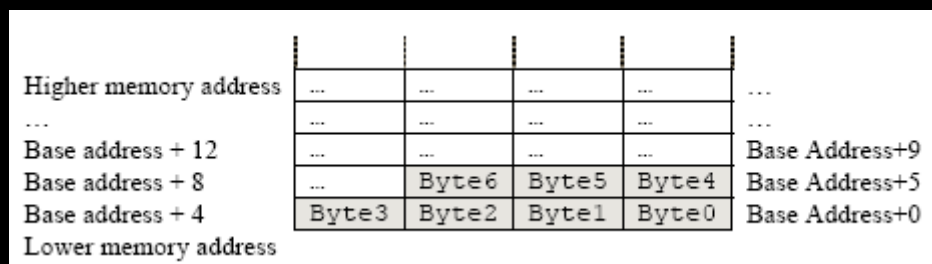 Higher memory address ... ... ... ... ...
... ... ... ... ... ...
Base address + 12 ... ... ... ... Base Address+9
Base address + 8 ... Byte6 Byte5 Byte4 Base Address+5
Base address + 4 Byte3 Byte2 Byte1 Byte0 Base Address+0
Lower memory address